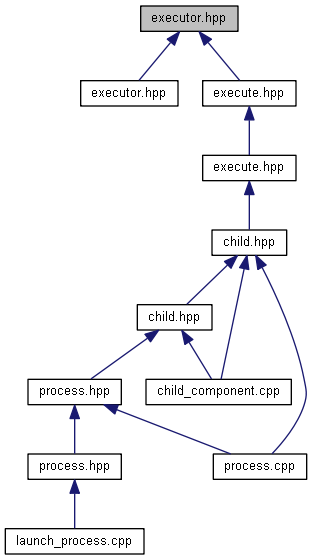 executor.hpp
executor.hpp
execute.hpp
execute.hpp
child.hpp
child.hpp
process.hpp
child_component.cpp
process.hpp
process.cpp
launch_process.cpp